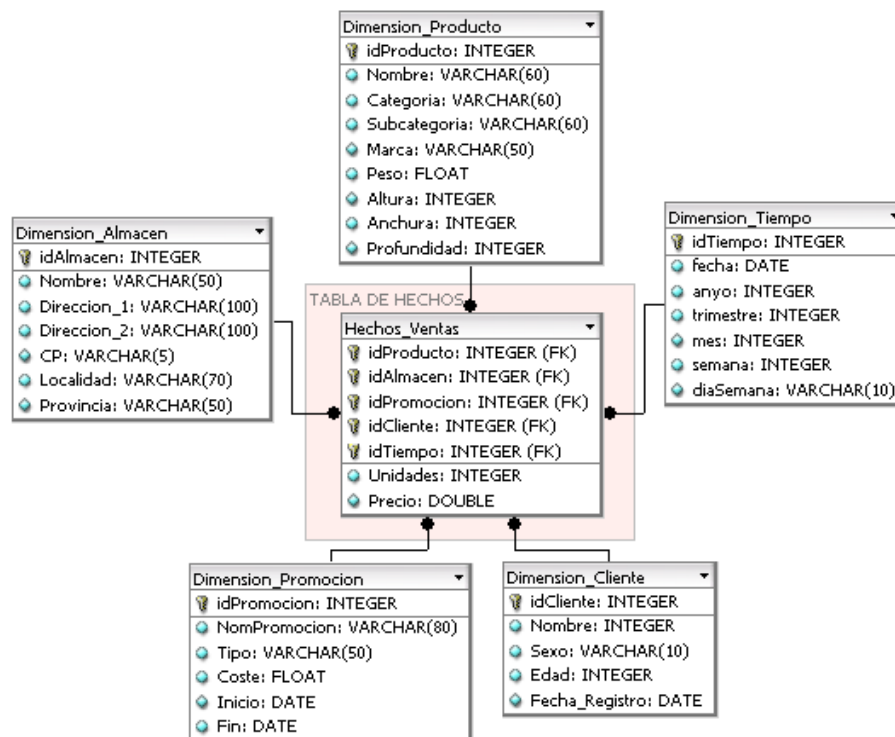 Dimension_Producto
idProducto: INTEGER
Nombre: VARCHAR(60)
Categoria: VARCHAR(60)
Subcategoria: VARCHAR(60)
Marca: VARCHAR(50)
Peso: FLOAT
Altura: INTEGER
Anchura: INTEGER
Profundidad: INTEGER
Dimension_Almacen
idAlmacen: INTEGER
Nombre: VARCHAR(50)
Direccion_1: VARCHAR(100)
Direccion_2: VARCHAR(100)
CP: VARCHAR(5)
Localidad: VARCHAR(70)
Provincia: VARCHAR(50)
TABLA DE HECHOS
Hechos_Ventas
idProducto: INTEGER (FK)
idAlmacen: INTEGER (FK)
idPromocion: INTEGER (FK)
idCliente: INTEGER (FK)
idTiempo: INTEGER (FK)
Unidades: INTEGER
Precio: DOUBLE
Dimension_Tiempo
idTiempo: INTEGER
fecha: DATE
anyo: INTEGER
trimestre: INTEGER
mes: INTEGER
semana: INTEGER
diaSemana: VARCHAR(10)
Dimension_Promocion
idPromocion: INTEGER
NomPromocion: VARCHAR(80)
Tipo: VARCHAR(50)
Coste: FLOAT
Inicio: DATE
Fin: DATE
Dimension_Cliente
idCliente: INTEGER
Nombre: INTEGER
Sexo: VARCHAR(10)
Edad: INTEGER
Fecha_Registro: DATE